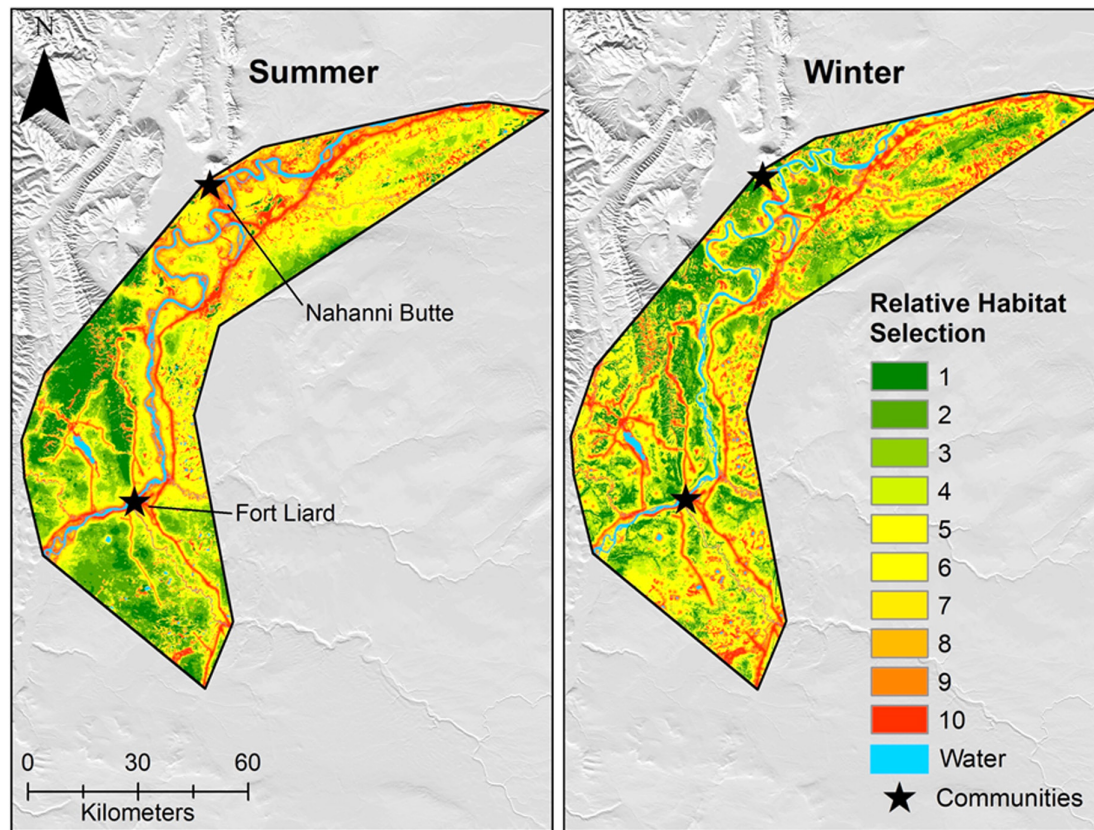 N
Summer
Nahanni Butte
Fort Liard
0 30 60
Kilometers
Winter
Relative Habitat
Selection
1
2
3
4
5
6
7
8
9
10
Water
Communities